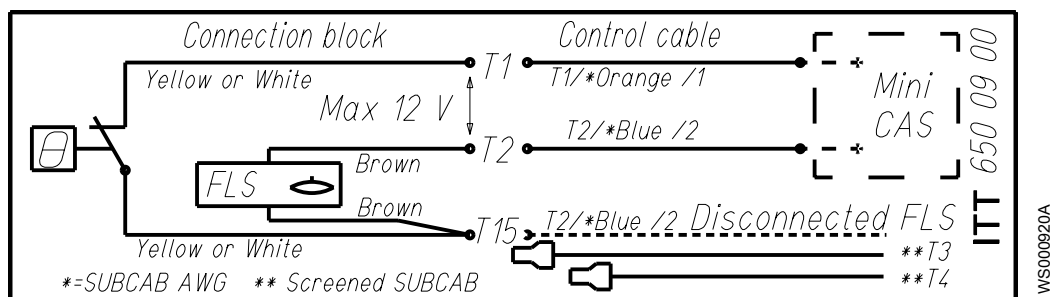 Connection block
Control cable
Yellow or White
T1
T1/*Orange /1
Mini
CAS
Max 12 V
T2
T2/*Blue /2
Brown
FLS
Brown
T15
T2/*Blue /2 Disconnected FLS
Yellow or White
**T3
**T4
*=SUBCAB AWG ** Screened SUBCAB
650 09 00
ITT
WS000920A